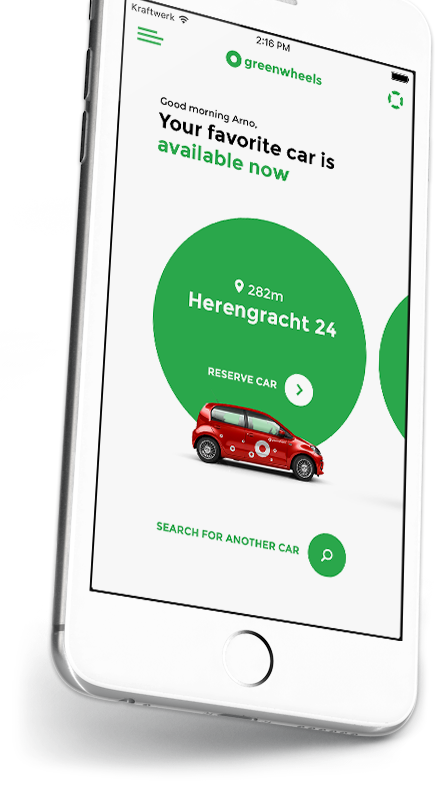 Kraftwerk
2:16 PM
greenwheels
Good morning Arno,
Your favorite car is
available now
282m
Herengracht 24
RESERVE CAR
SEARCH FOR ANOTHER CAR